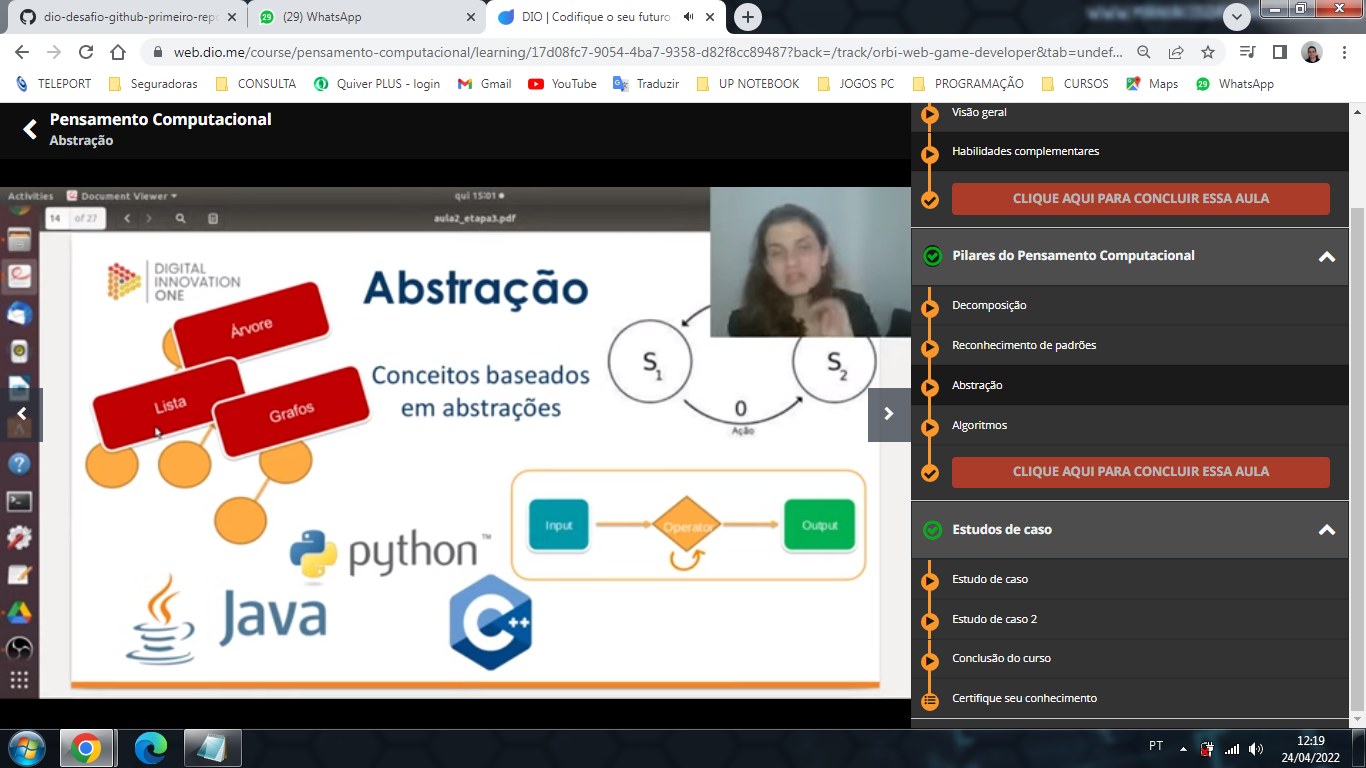 dio-desafio-github-primeiro-repo
(29) WhatsApp
DIO | Codifique o seu futuro
web.dio.me/course/pensamento-computacional/learning/17d08fc7-9054-4ba7-9358-d82f8cc89487?back=/track/orbi-web-game-developer&tab=undef...
TELEPORT
Seguradoras
CONSULTA
Quiver PLUS - login
Gmail
YouTube
Traduzir
UP NOTEBOOK
JOGOS PC
PROGRAMAÇÃO
CURSOS
Maps
29
WhatsApp
Pensamento Computacional
Abstração
Activities
Document Viewer
qui 15:01
14 of 27
aula2_etapa3.pdf
DIGITAL
INNOVATION
ONE
Abstração
Árvore
Lista
Grafos
Conceitos baseados
em abstrações
S1
S2
0
Ação
Input
Operator
Output
python™
Java
C++
Visão geral
Habilidades complementares
CLIQUE AQUI PARA CONCLUIR ESSA AULA
Pilares do Pensamento Computacional
Decomposição
Reconhecimento de padrões
Abstração
Algoritmos
CLIQUE AQUI PARA CONCLUIR ESSA AULA
Estudos de caso
Estudo de caso
Estudo de caso 2
Conclusão do curso
Certifique seu conhecimento
PT
12:19
24/04/2022